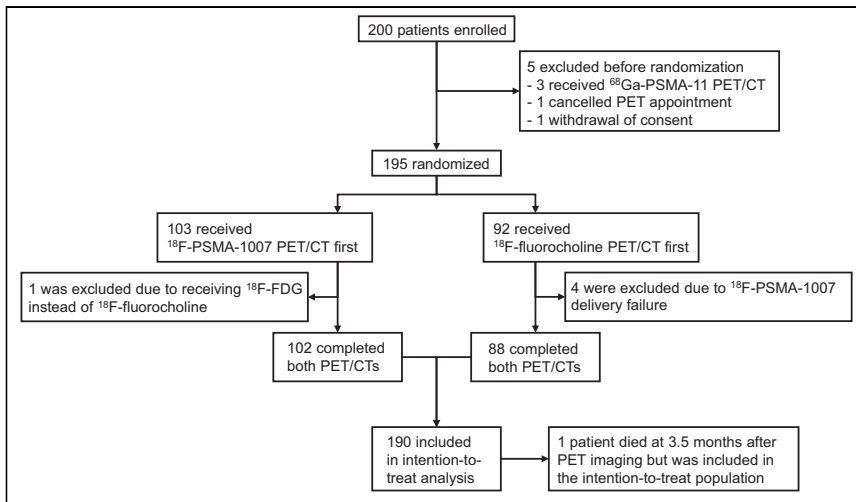 200 patients enrolled
5 excluded before randomization
- 3 received ⁶⁸Ga-PSMA-11 PET/CT
- 1 cancelled PET appointment
- 1 withdrawal of consent
195 randomized
103 received
¹⁸F-PSMA-1007 PET/CT first
92 received
¹⁸F-fluorocholine PET/CT first
1 was excluded due to receiving ¹⁸F-FDG
instead of ¹⁸F-fluorocholine
4 were excluded due to ¹⁸F-PSMA-1007
delivery failure
102 completed
both PET/CTs
88 completed
both PET/CTs
190 included
in intention-to-
treat analysis
1 patient died at 3.5 months after
PET imaging but was included in
the intention-to-treat population